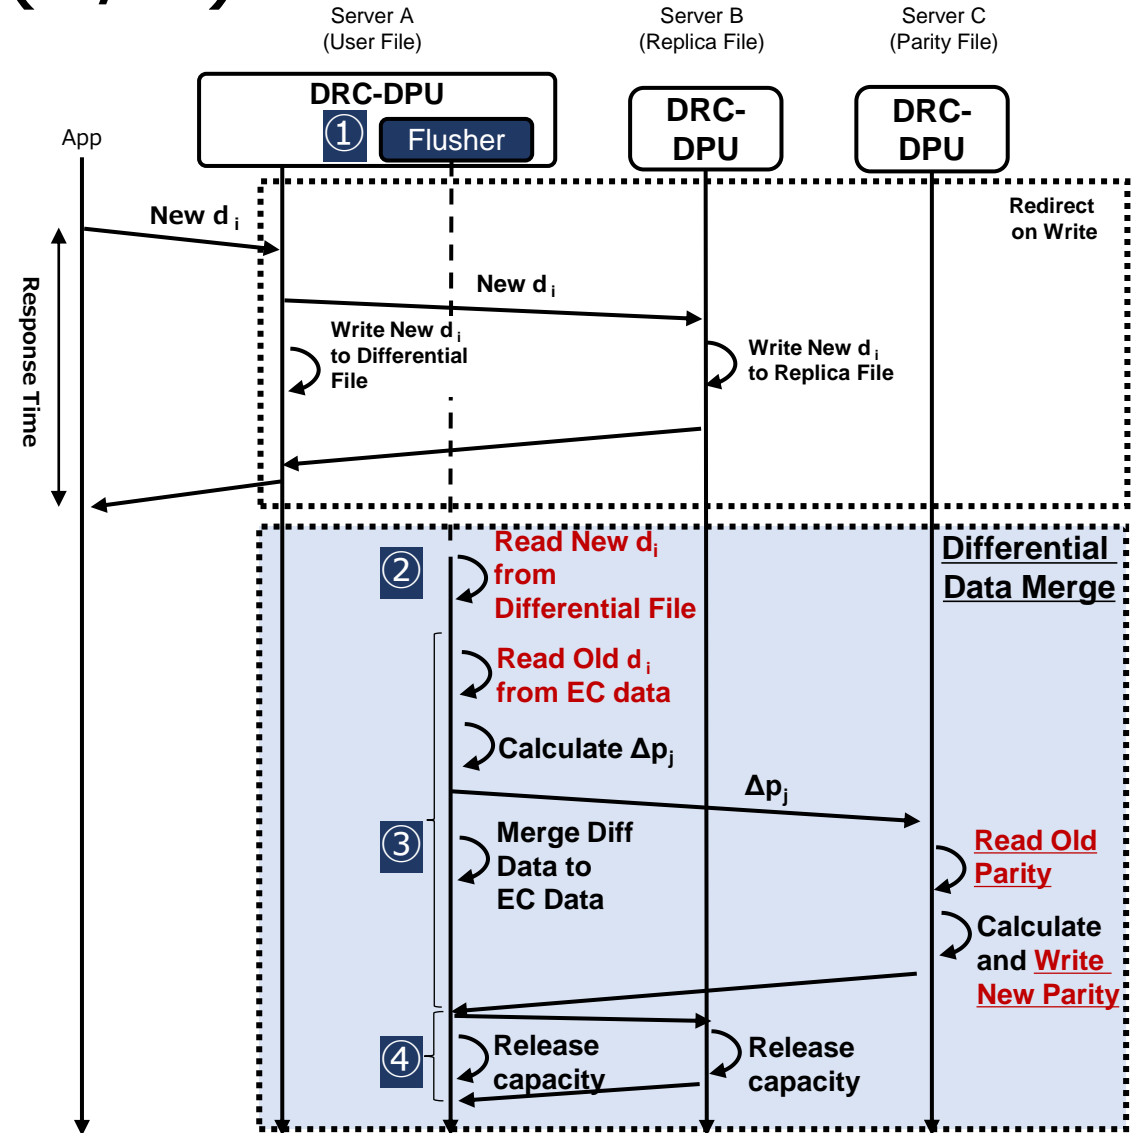 Server A
(User File)
Server B
(Replica File)
Server C
(Parity File)
DRC-DPU
① Flusher
DRC-
DPU
DRC-
DPU
App
Redirect
on Write
New d i
New d i
Response Time
Write New d i
to Differential
File
Write New d i
to Replica File
Differential
Data Merge
②
Read New di
from
Differential File
Read Old d i
from EC data
Calculate Δpj
Δpj
③
Merge Diff
Data to
EC Data
Read Old
Parity
Calculate
and Write
New Parity
④
Release
capacity
Release
capacity